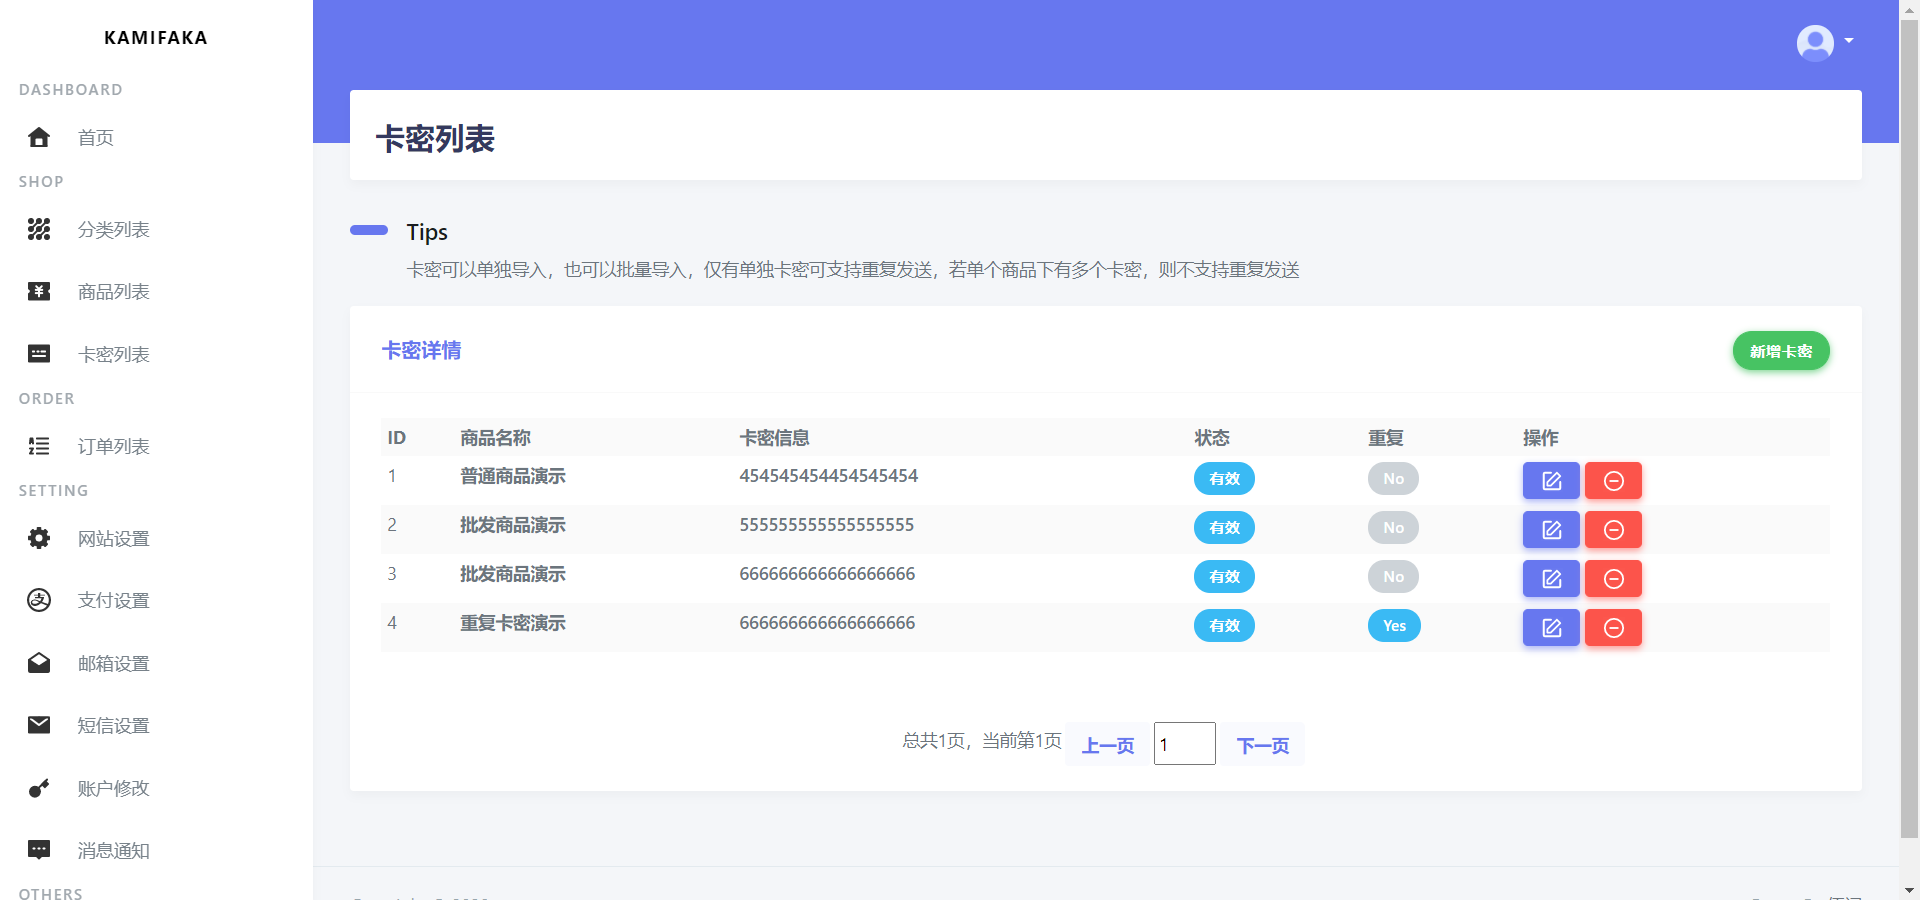 KAMIFAKA
DASHBOARD
首页
SHOP
分类列表
商品列表
卡密列表
ORDER
订单列表
SETTING
网站设置
支付设置
邮箱设置
短信设置
账户修改
消息通知
OTHERS
卡密列表
Tips
卡密可以单独导入，也可以批量导入，仅有单独卡密可支持重复发送，若单个商品下有多个卡密，则不支持重复发送
卡密详情
新增卡密
ID 商品名称 卡密信息 状态 重复 操作
1 普通商品演示 454545454454545454 有效 No
2 批发商品演示 555555555555555555 有效 No
3 批发商品演示 666666666666666666 有效 No
4 重复卡密演示 666666666666666666 有效 Yes
总共1页，当前第1页 上一页 1 下一页